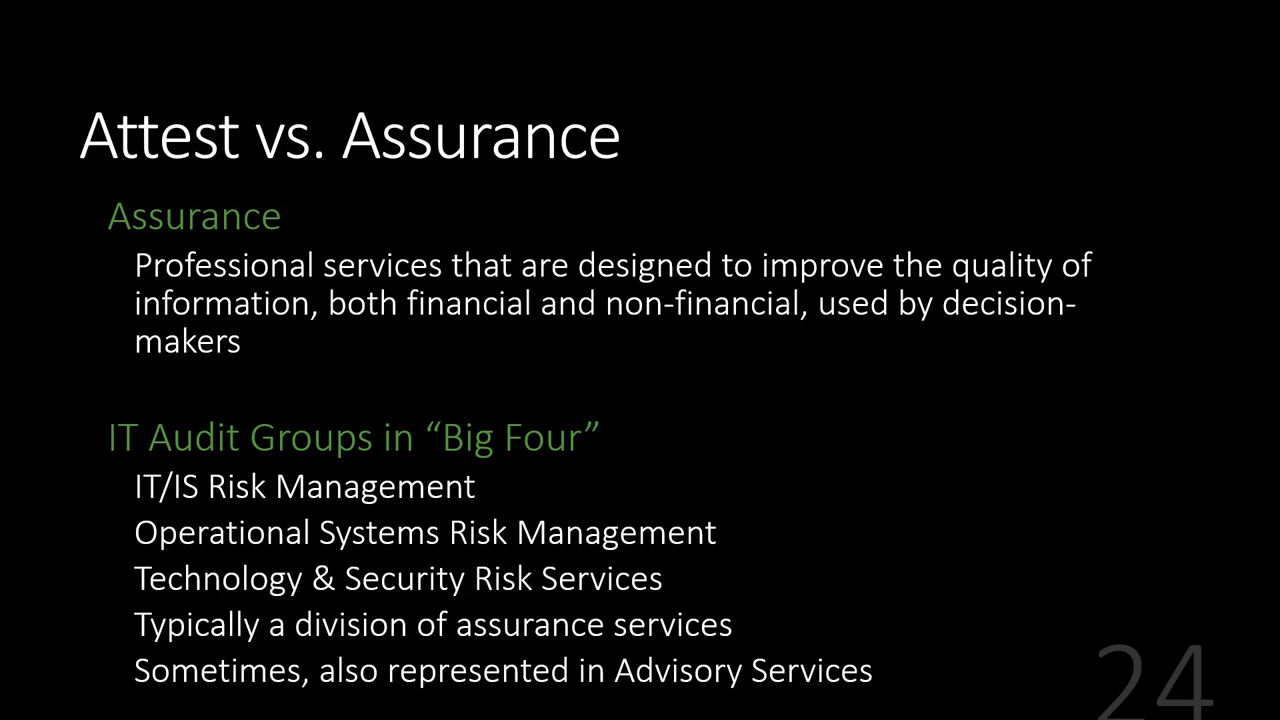 Attest vs. Assurance
Assurance
Professional services that are designed to improve the quality of
information, both financial and non-financial, used by decision-
makers
IT Audit Groups in “Big Four”
IT/IS Risk Management
Operational Systems Risk Management
Technology & Security Risk Services
Typically a division of assurance services
Sometimes, also represented in Advisory Services
24